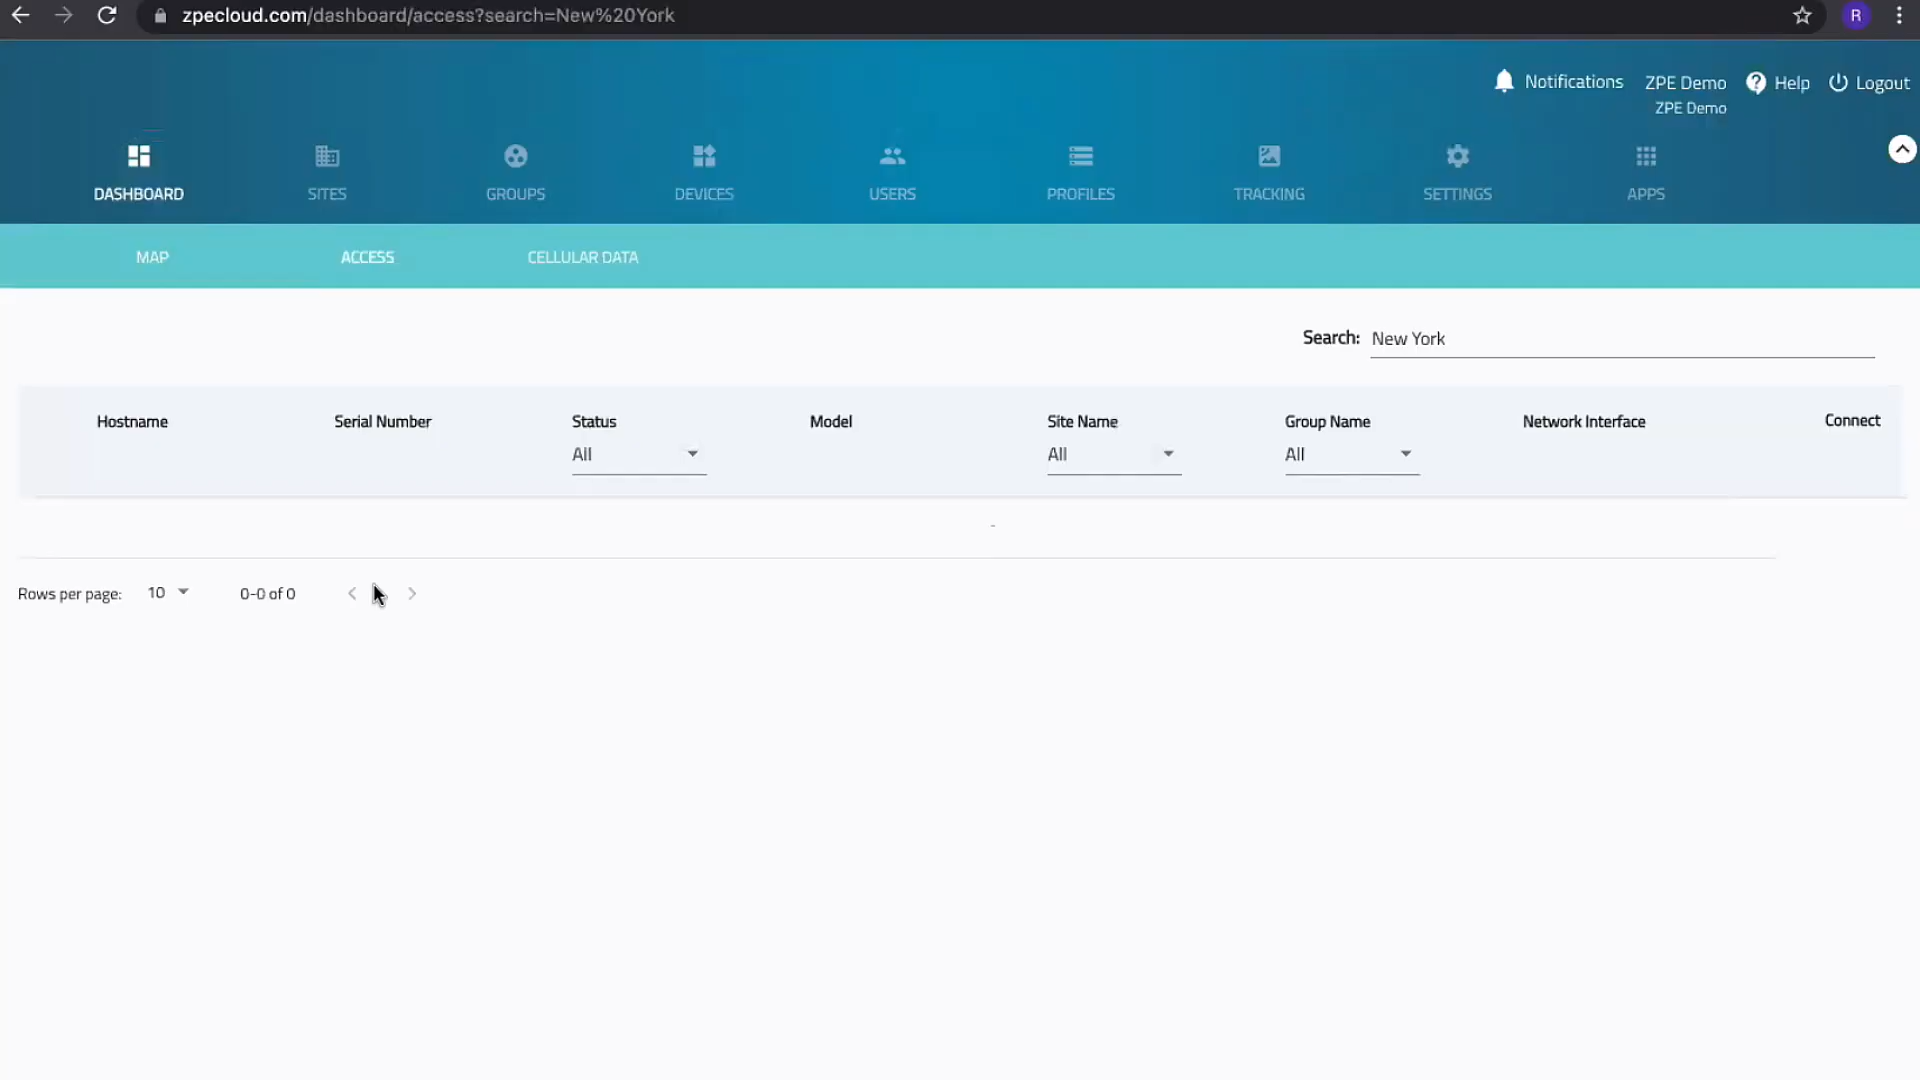 zpecloud.com/dashboard/access?search=New%20York
R
Notifications
ZPE Demo
ZPE Demo
Help
Logout
DASHBOARD
SITES
GROUPS
DEVICES
USERS
PROFILES
TRACKING
SETTINGS
APPS
MAP
ACCESS
CELLULAR DATA
Search: New York
Hostname
Serial Number
Status
Model
Site Name
Group Name
Network Interface
Connect
All
All
All
-
Rows per page: 10
0-0 of 0